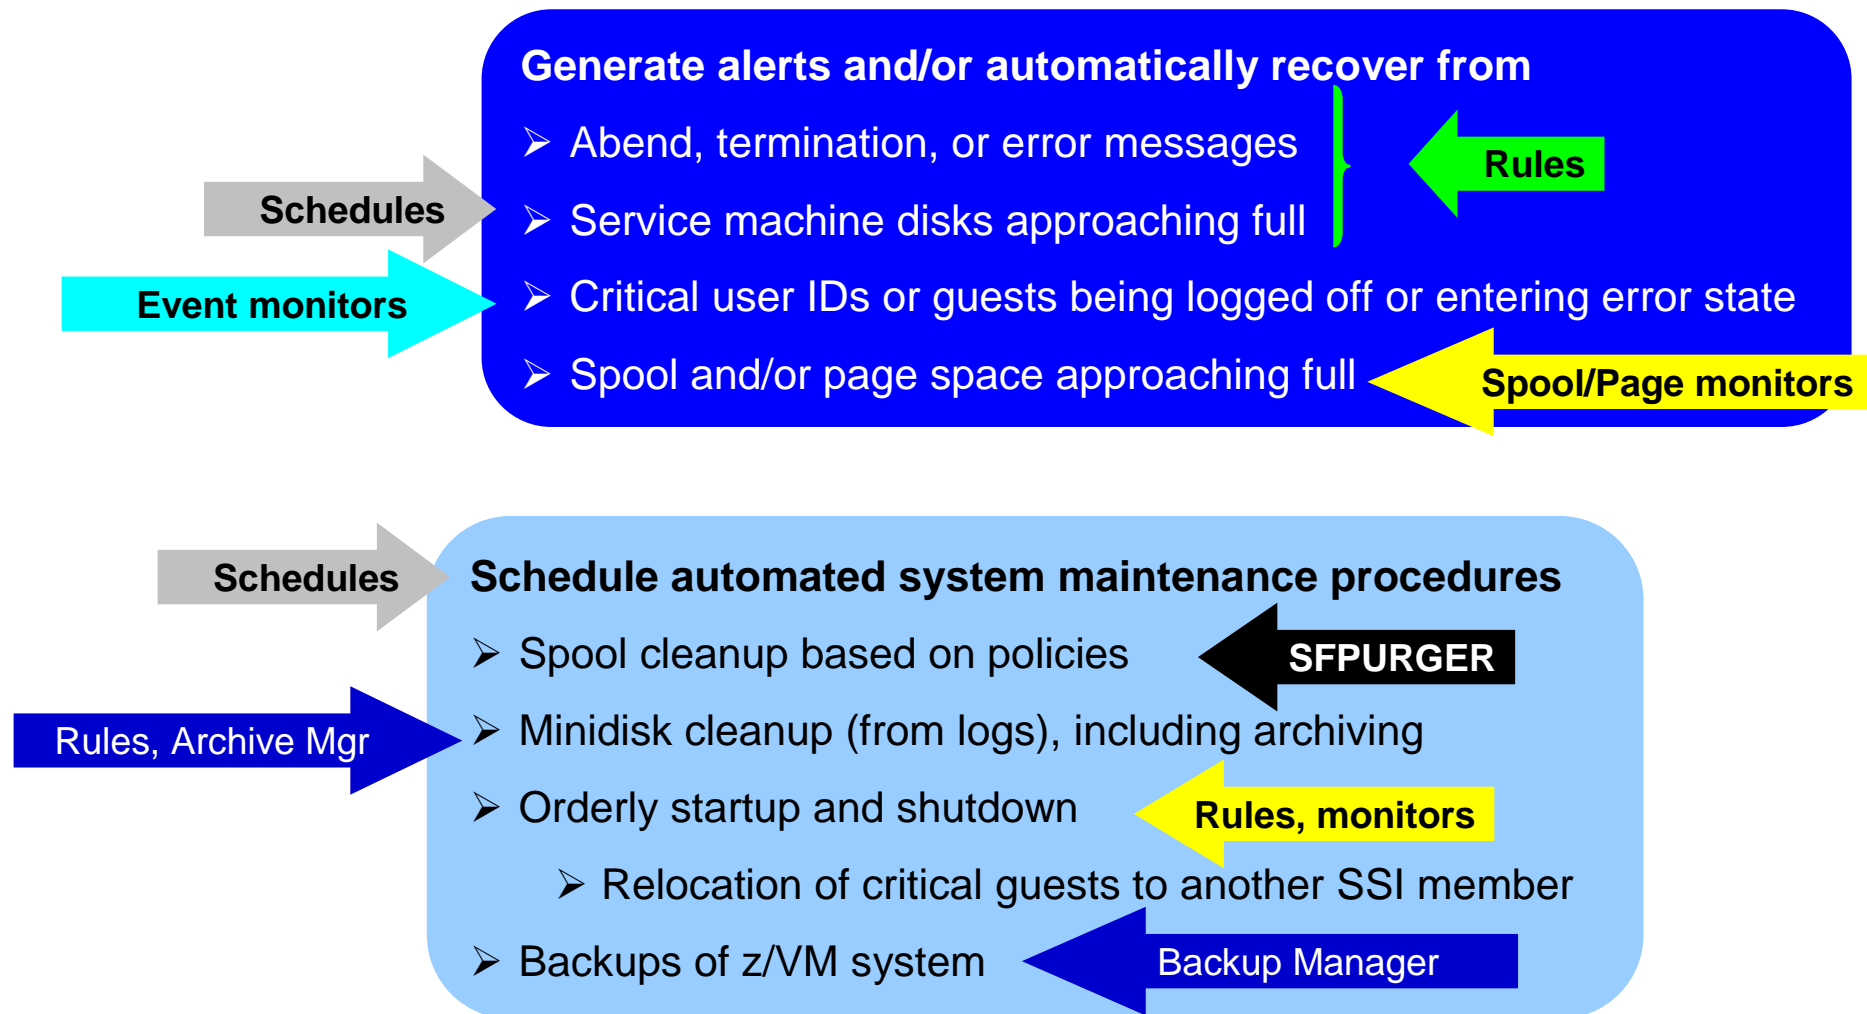 Generate alerts and/or automatically recover from
➢ Abend, termination, or error messages
Rules
Schedules
➢ Service machine disks approaching full
Event monitors
➢ Critical user IDs or guests being logged off or entering error state
➢ Spool and/or page space approaching full
Spool/Page monitors
Schedules
Schedule automated system maintenance procedures
➢ Spool cleanup based on policies
SFPURGER
Rules, Archive Mgr
➢ Minidisk cleanup (from logs), including archiving
➢ Orderly startup and shutdown
Rules, monitors
➢ Relocation of critical guests to another SSI member
➢ Backups of z/VM system
Backup Manager